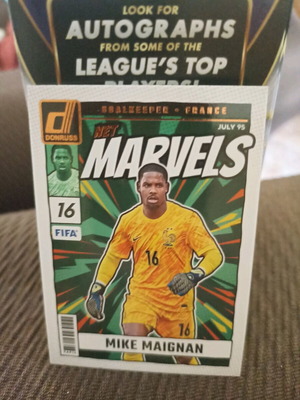 LOOK FOR
AUTOGRAPHS
FROM SOME OF THE
LEAGUE'S TOP
PLAYERS!
DONRUSS
GOALKEEPER • FRANCE
JULY 95
NET
MARVELS
16
FIFA
16
16
MIKE MAIGNAN